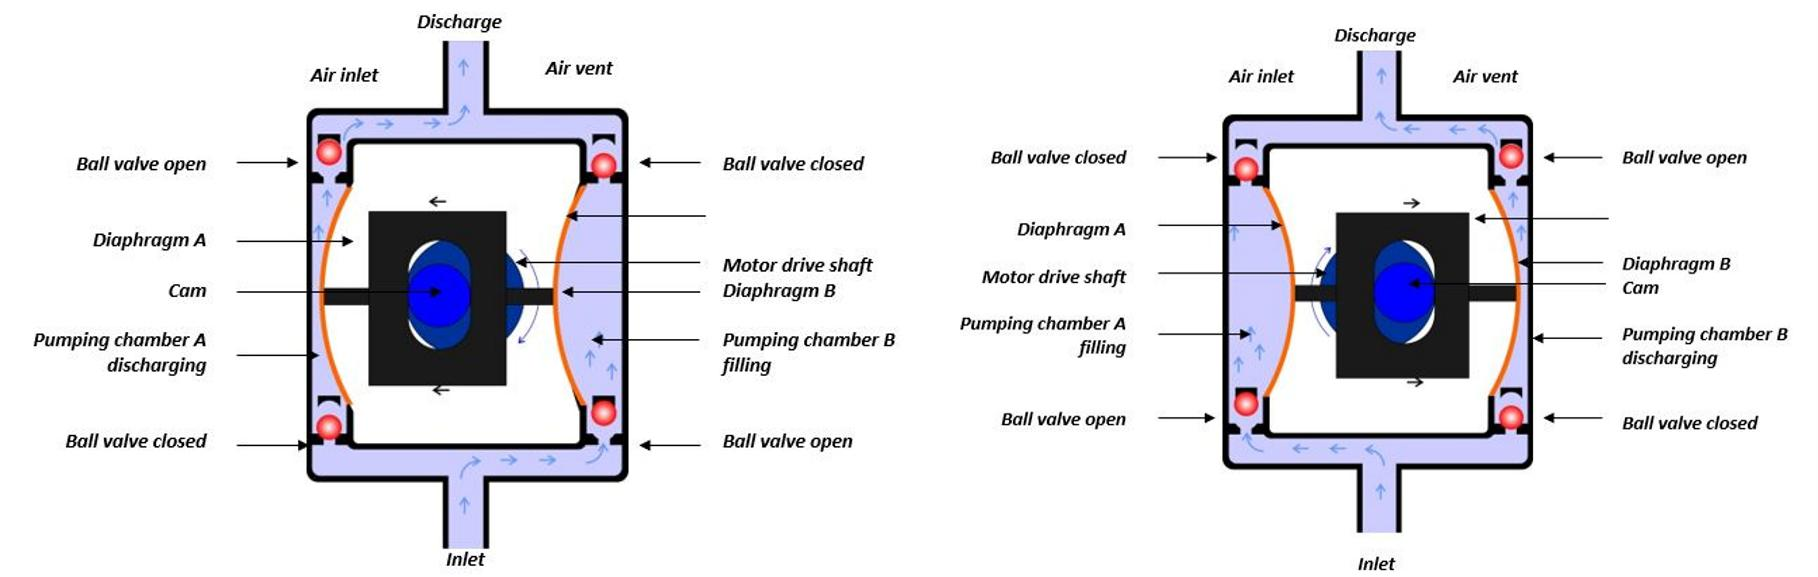 Discharge
Air inlet
Air vent
Ball valve open
Ball valve closed
Diaphragm A
Motor drive shaft
Cam
Diaphragm B
Pumping chamber A
discharging
Pumping chamber B
filling
Ball valve closed
Ball valve open
Inlet
Discharge
Air inlet
Air vent
Ball valve closed
Ball valve open
Diaphragm A
Diaphragm B
Motor drive shaft
Cam
Pumping chamber A
filling
Pumping chamber B
discharging
Ball valve open
Ball valve closed
Inlet